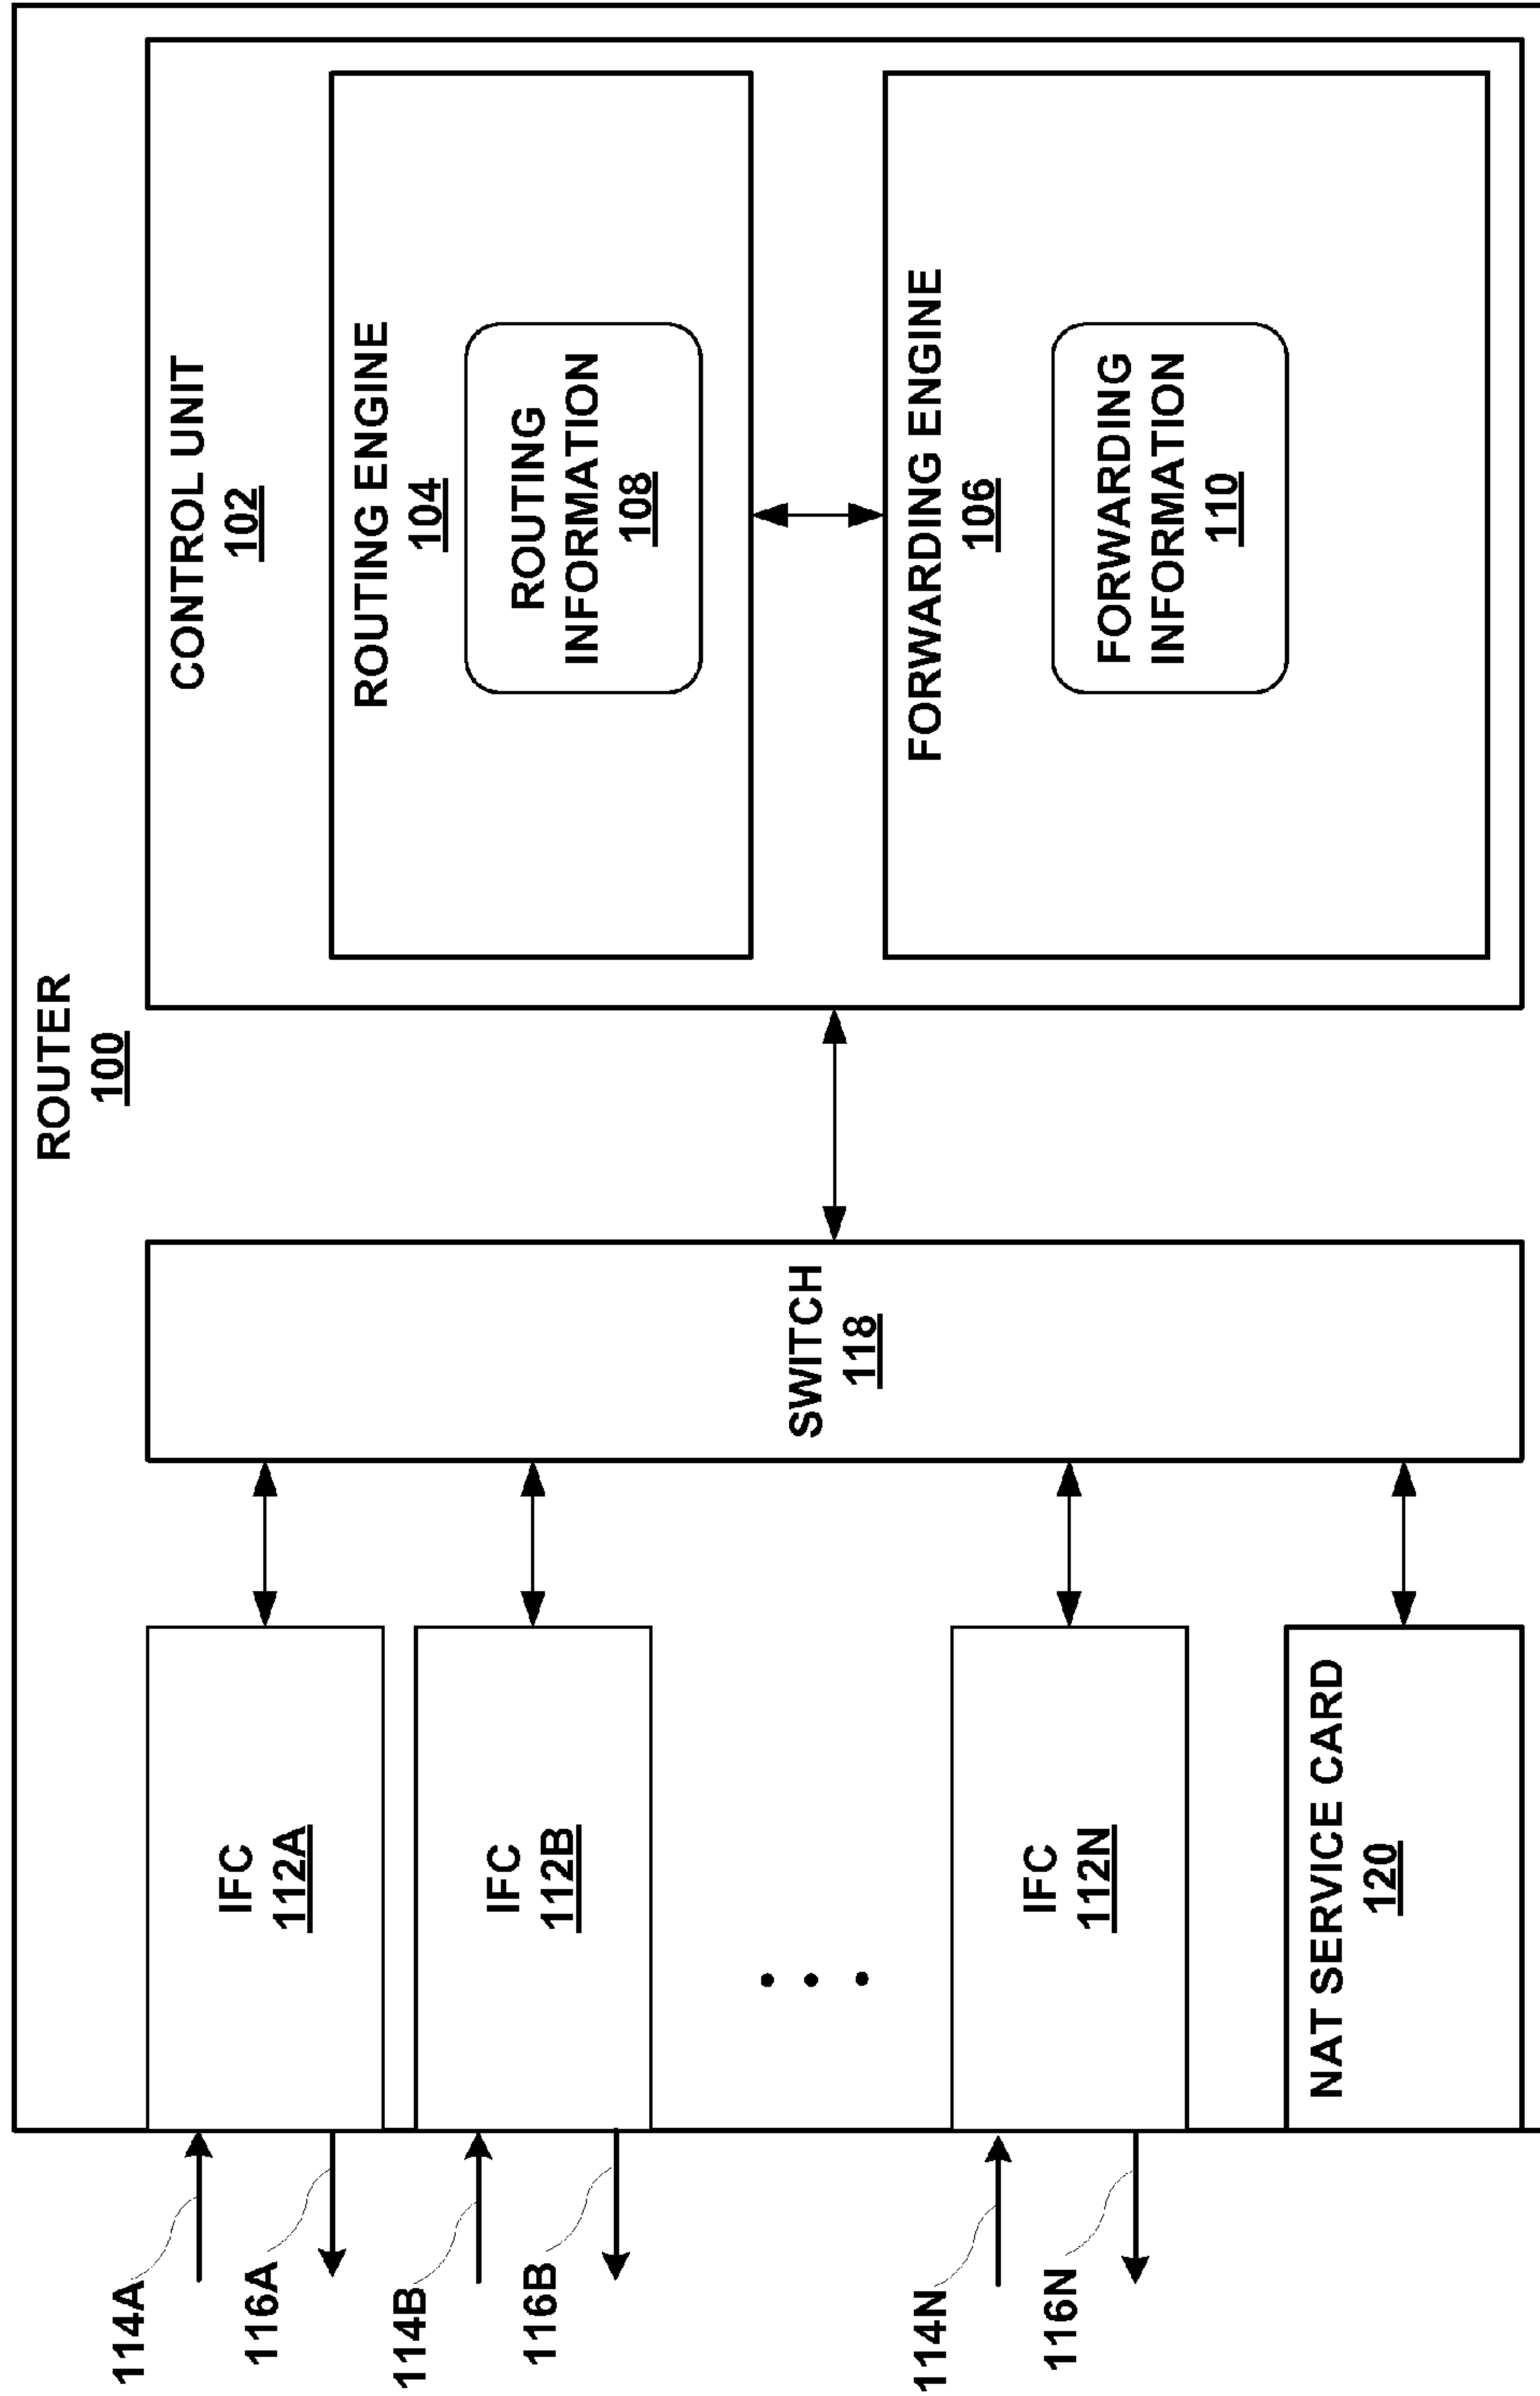 ROUTER
100
CONTROL UNIT
102
ROUTING ENGINE
104
ROUTING
INFORMATION
108
FORWARDING ENGINE
106
FORWARDING
INFORMATION
110
SWITCH
118
IFC
112A
IFC
112B
IFC
112N
NAT SERVICE CARD
120
114A
116A
114B
116B
114N
116N